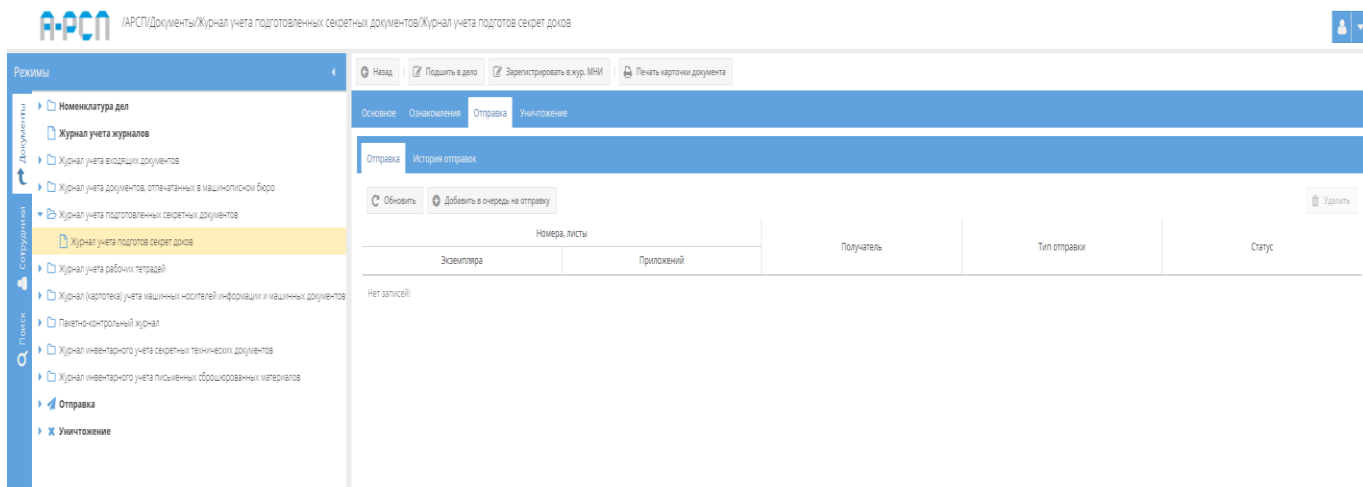 А-РСП /АРСП/Документы/Журнал учета подготовленных секретных документов/Журнал учета подготов секрет доков
Режимы
Документы
Сотрудники
Поиск
Номенклатура дел
Журнал учета журналов
Журнал учета входящих документов
Журнал учета документов, отпечатанных в машинописном бюро
Журнал учета подготовленных секретных документов
Журнал учета подготов секрет доков
Журнал учета рабочих тетрадей
Журнал (картотека) учета машинных носителей информации и машинных документов
Пакетно-контрольный журнал
Журнал инвентарного учета секретных технических документов
Журнал инвентарного учета письменных сброшюрованных материалов
Отправка
Уничтожение
Назад Подшить в дело Зарегистрировать в жур. МНИ Печать карточки документа
Основное Ознакомления Отправка Уничтожение
Отправка История отправок
Обновить Добавить в очередь на отправку Удалить
Номера, листы Получатель Тип отправки Статус
Экземпляра Приложений
Нет записей!